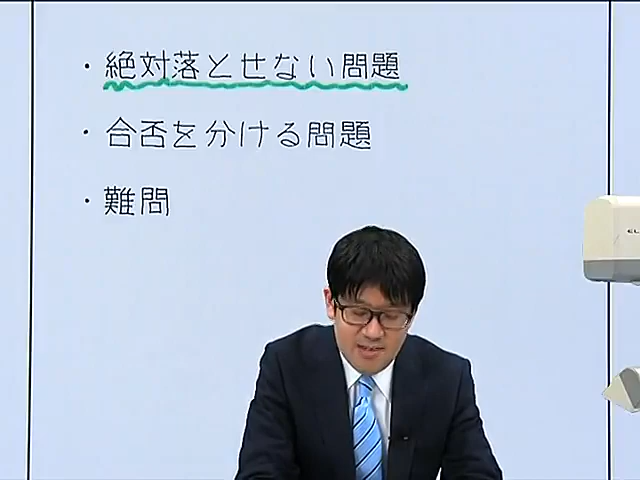 ・絶対落とせない問題
・合否を分ける問題
・難問